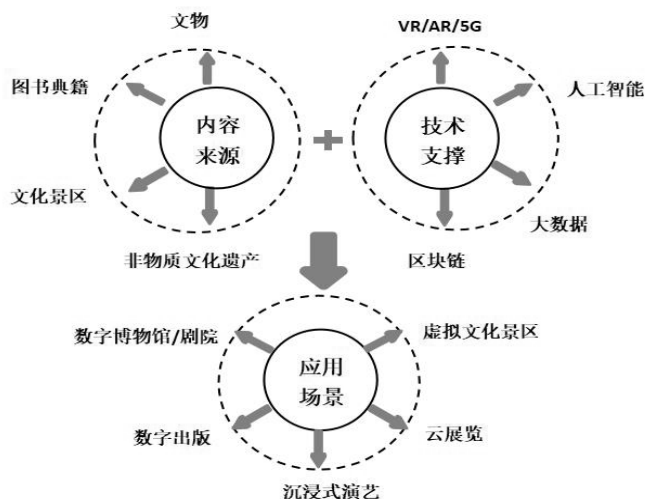 文物
VR/AR/5G
图书典籍
人工智能
内容
来源
技术
支撑
文化景区
大数据
非物质文化遗产
区块链
数字博物馆/剧院
虚拟文化景区
应用
场景
数字出版
云展览
沉浸式演艺